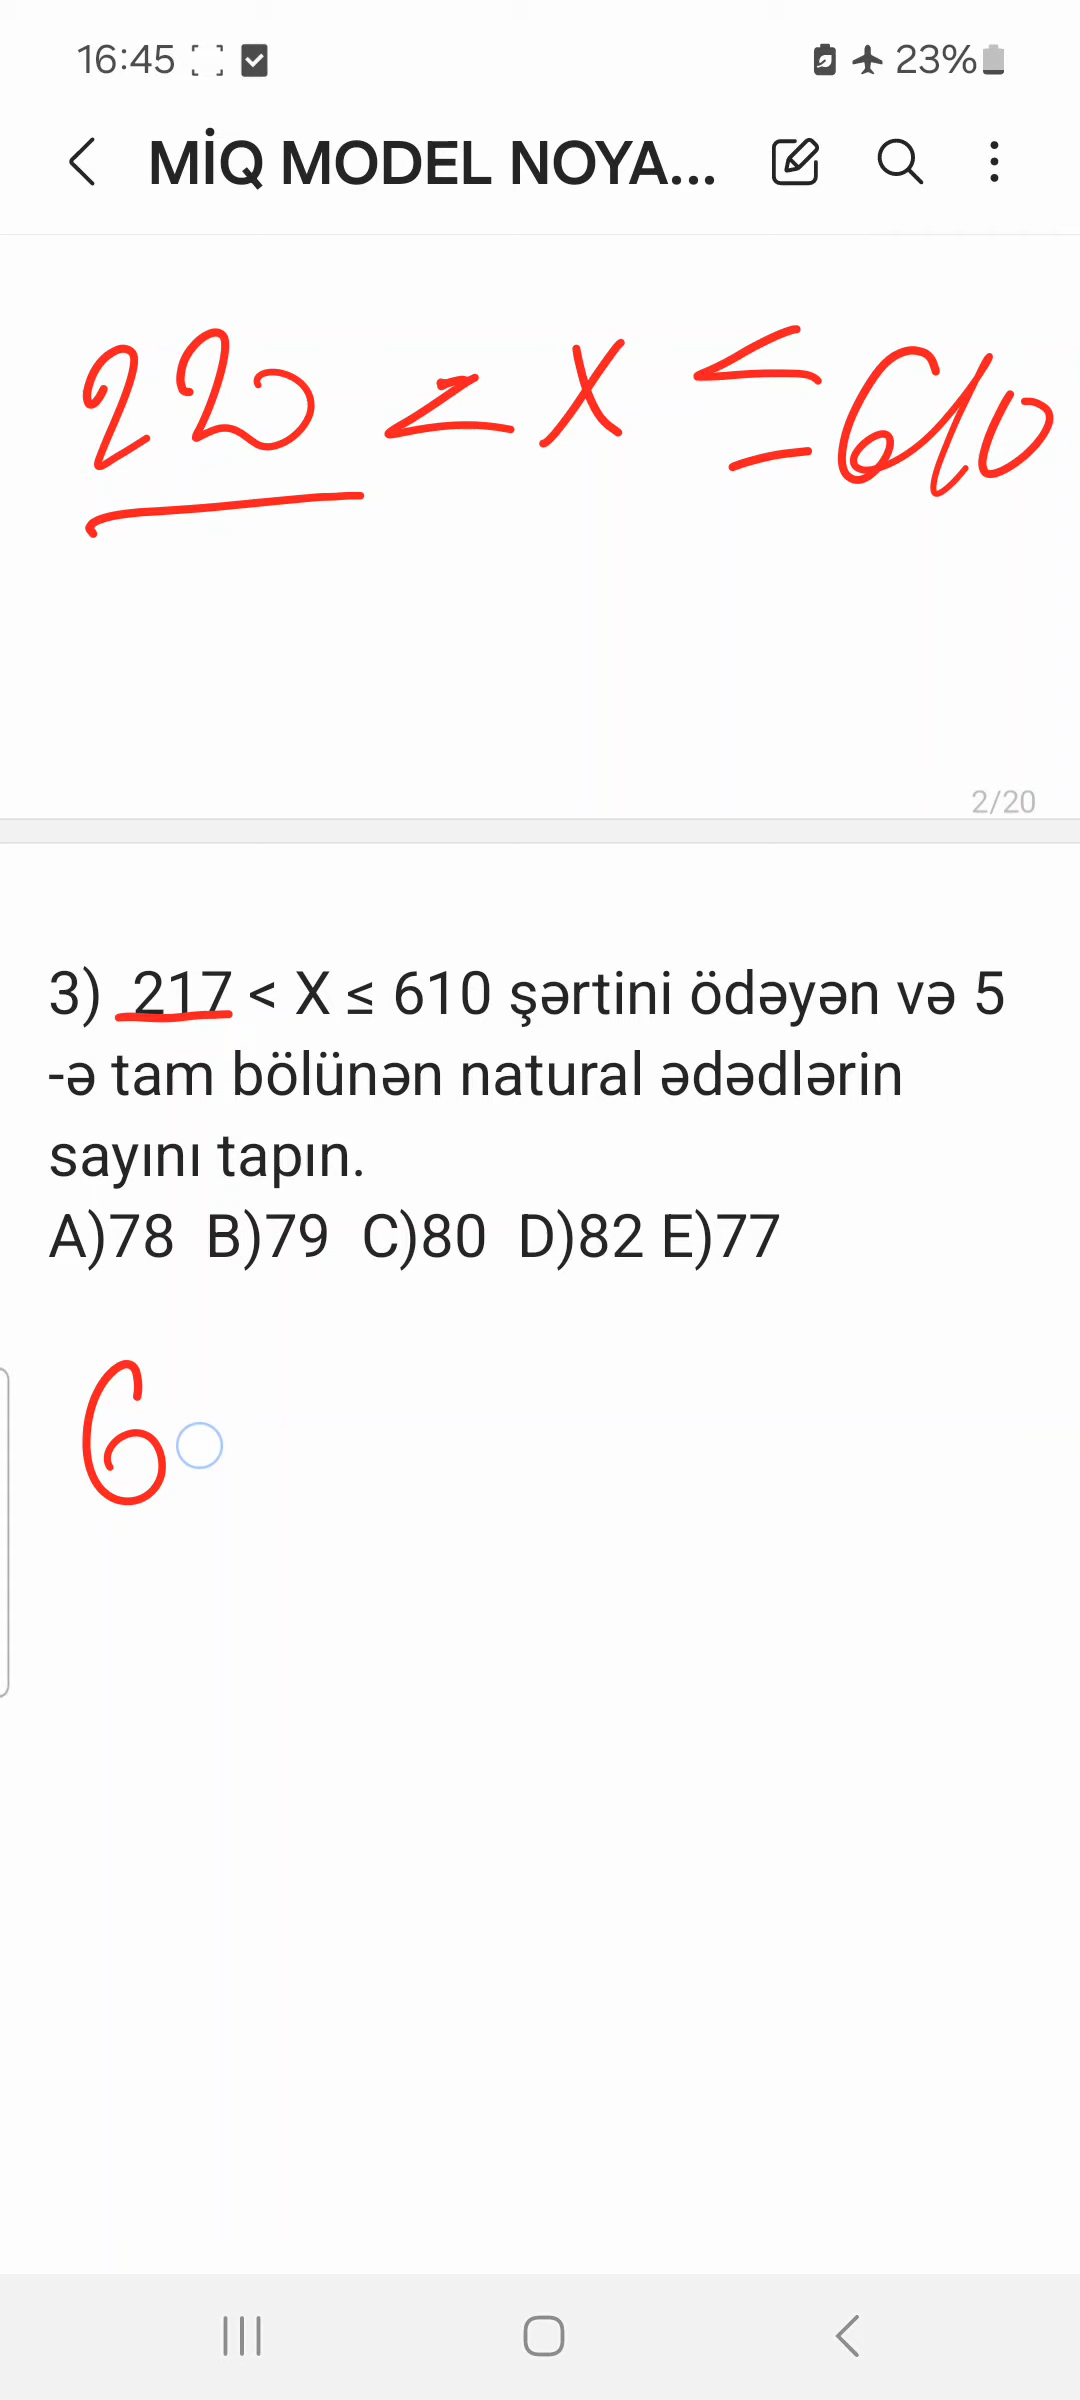 16:45 23%
MİQ MODEL NOYA...
220 < x ≤ 610
2/20
3) 217 < X ≤ 610 şərtini ödəyən və 5
-ə tam bölünən natural ədədlərin
sayını tapın.
A)78 B)79 C)80 D)82 E)77
6